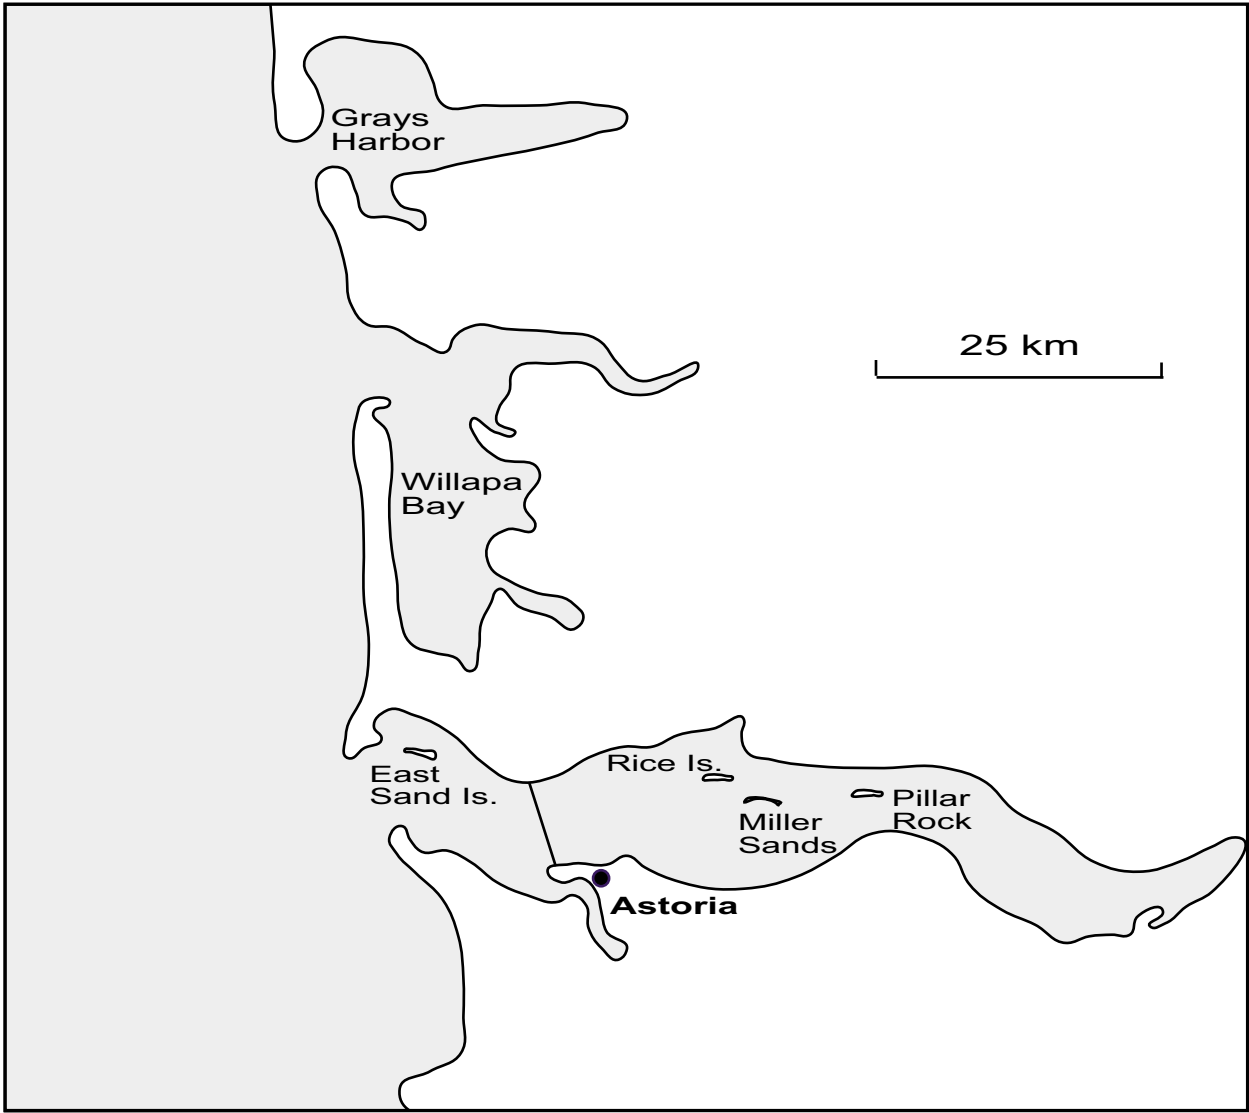 Grays
Harbor
25 km
Willapa
Bay
Rice Is.
East
Sand Is.
Pillar
Rock
Miller
Sands
Astoria